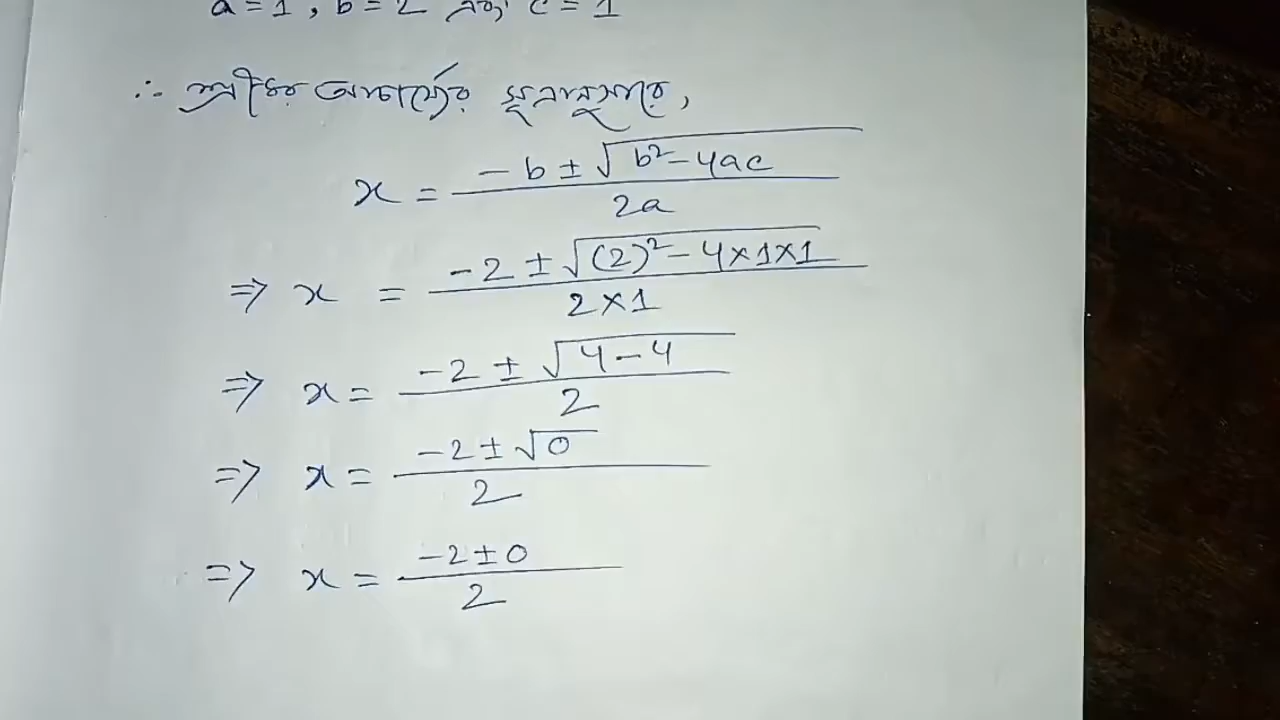 a = 1 , b = 2 এবং c = 1
∴ শ্রীধর আচার্য্যের সূত্রানুসারে,
x = (-b ± √(b² - 4ac)) / 2a
⇒ x = (-2 ± √((2)² - 4×1×1)) / 2×1
⇒ x = (-2 ± √(4-4)) / 2
⇒ x = (-2 ± √0) / 2
⇒ x = (-2 ± 0) / 2